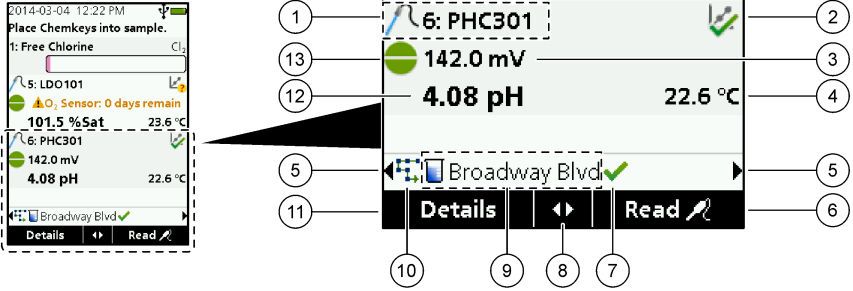 2014-03-04 12:22 PM
Place Chemkeys into sample.
1: Free Chlorine Cl₂
5: LDO101
O₂ Sensor: 0 days remain
101.5 %Sat 23.6 °C
6: PHC301
142.0 mV
4.08 pH 22.6 °C
Broadway Blvd
Details Read
1 6: PHC301 2
13 142.0 mV 3
12 4.08 pH 22.6 °C 4
5 Broadway Blvd 5
11 Details Read 6
10 9 8 7